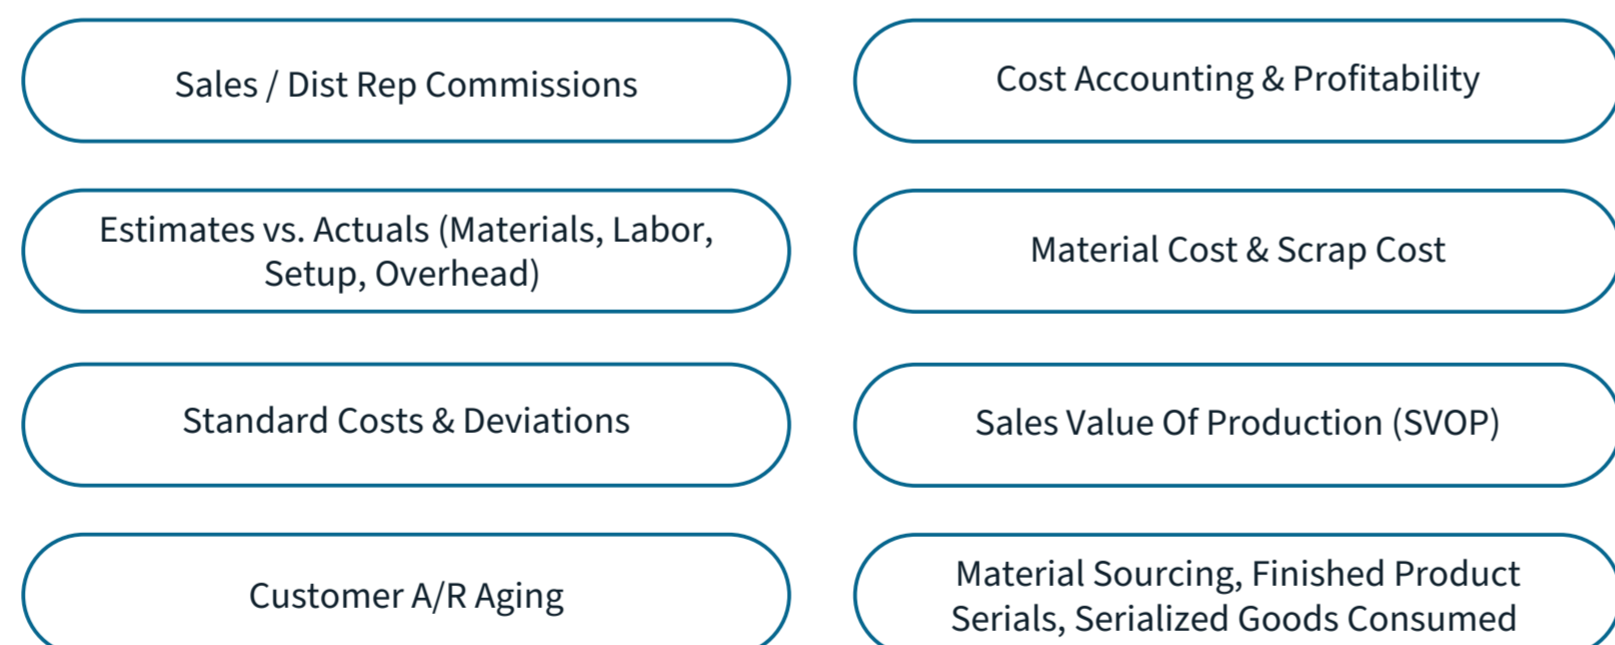 Sales / Dist Rep Commissions
Cost Accounting & Profitability
Estimates vs. Actuals (Materials, Labor,
Setup, Overhead)
Material Cost & Scrap Cost
Standard Costs & Deviations
Sales Value Of Production (SVOP)
Customer A/R Aging
Material Sourcing, Finished Product
Serials, Serialized Goods Consumed